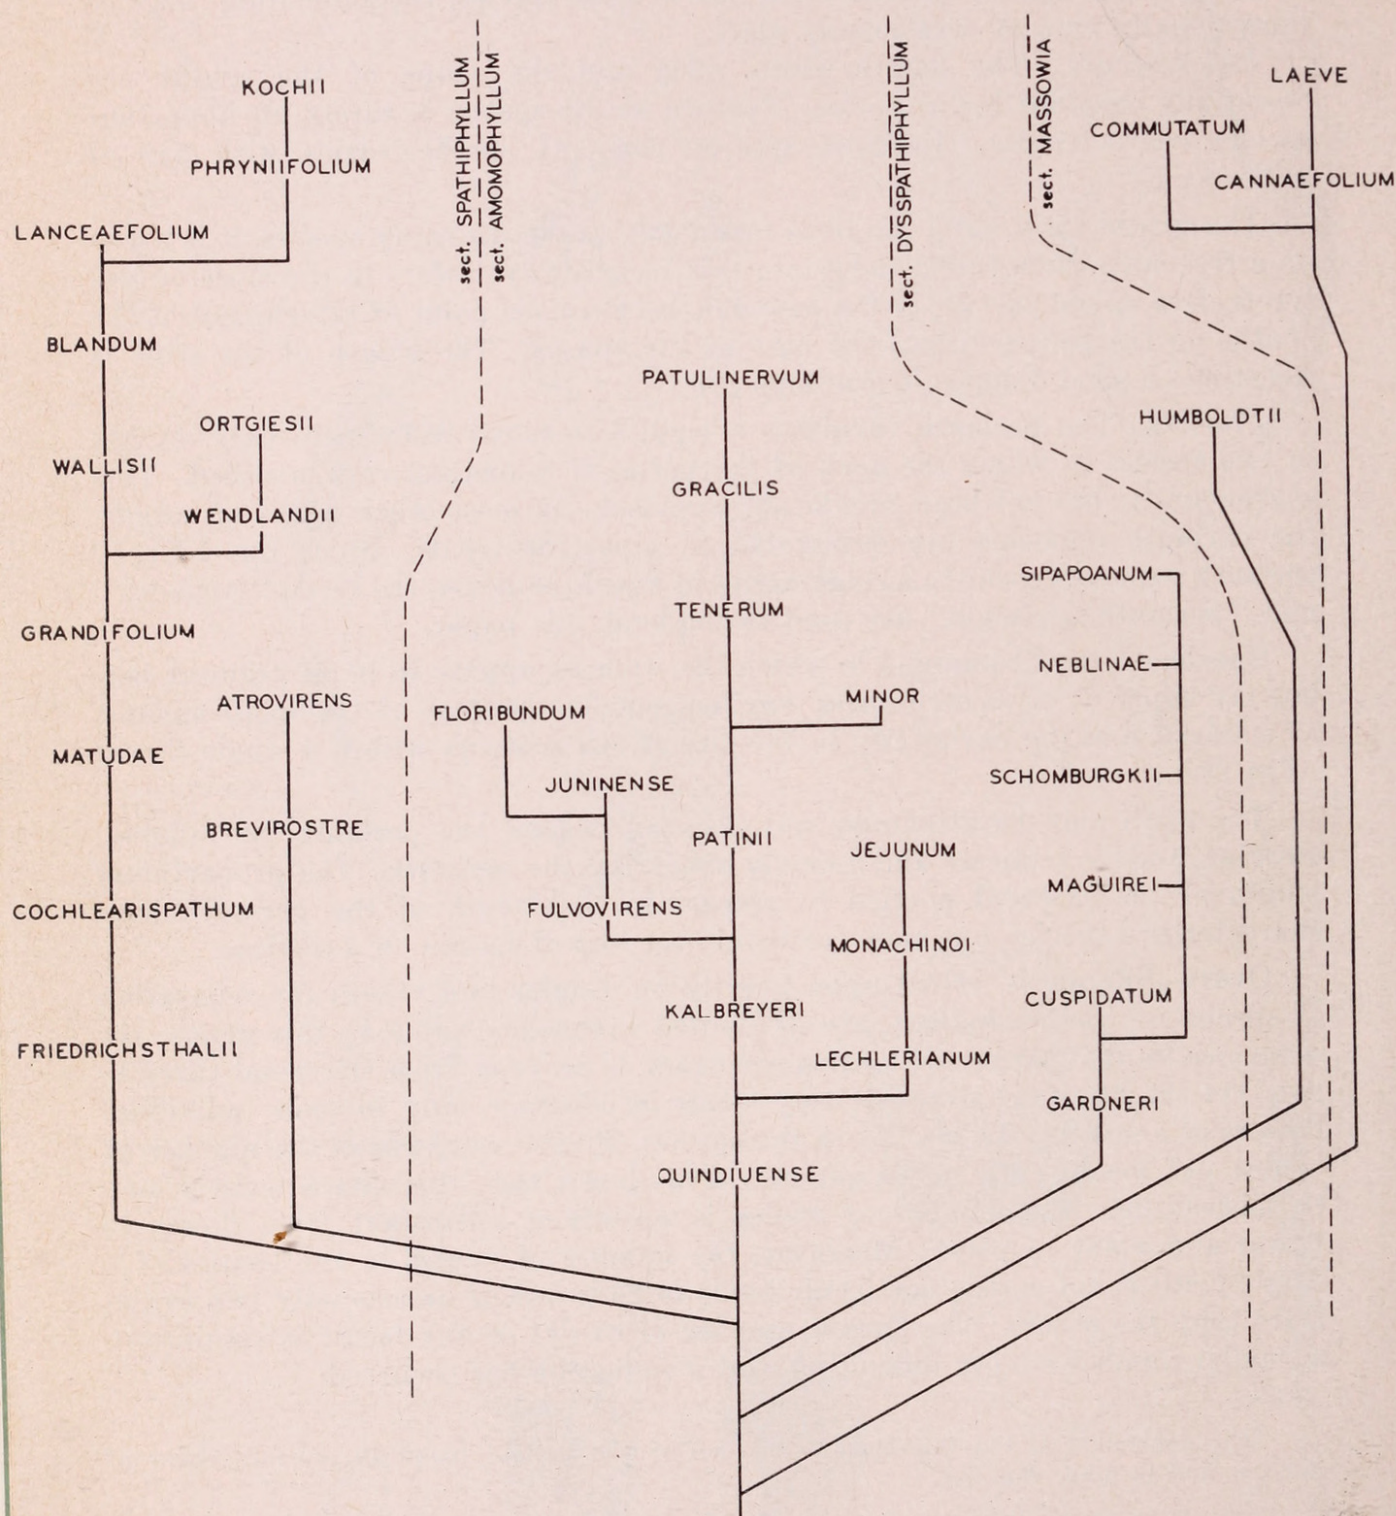 KOCHII
PHRYNIIFOLIUM
LANCEAEFOLIUM
BLANDUM
ORTGIESII
WALLISII
WENDLANDII
GRANDIFOLIUM
ATROVIRENS
MATUDAE
BREVIROSTRE
COCHLEARISPATHUM
FRIEDRICHSTHALII
sect. SPATHIPHYLLUM
sect. AMOMOPHYLLUM
PATULINERVUM
GRACILIS
TENERUM
MINOR
FLORIBUNDUM
JUNINENSE
PATINII
JEJUNUM
FULVOVIRENS
MONACHINOI
KALBREYERI
LECHLERIANUM
QUINDIUENSE
SIPAPOANUM
NEBLINAE
SCHOMBURGKII
MAGUIREI
CUSPIDATUM
GARDNERI
sect. DYSSPATHIPHYLLUM
HUMBOLDTII
sect. MASSOWIA
LAEVE
COMMUTATUM
CANNAEFOLIUM